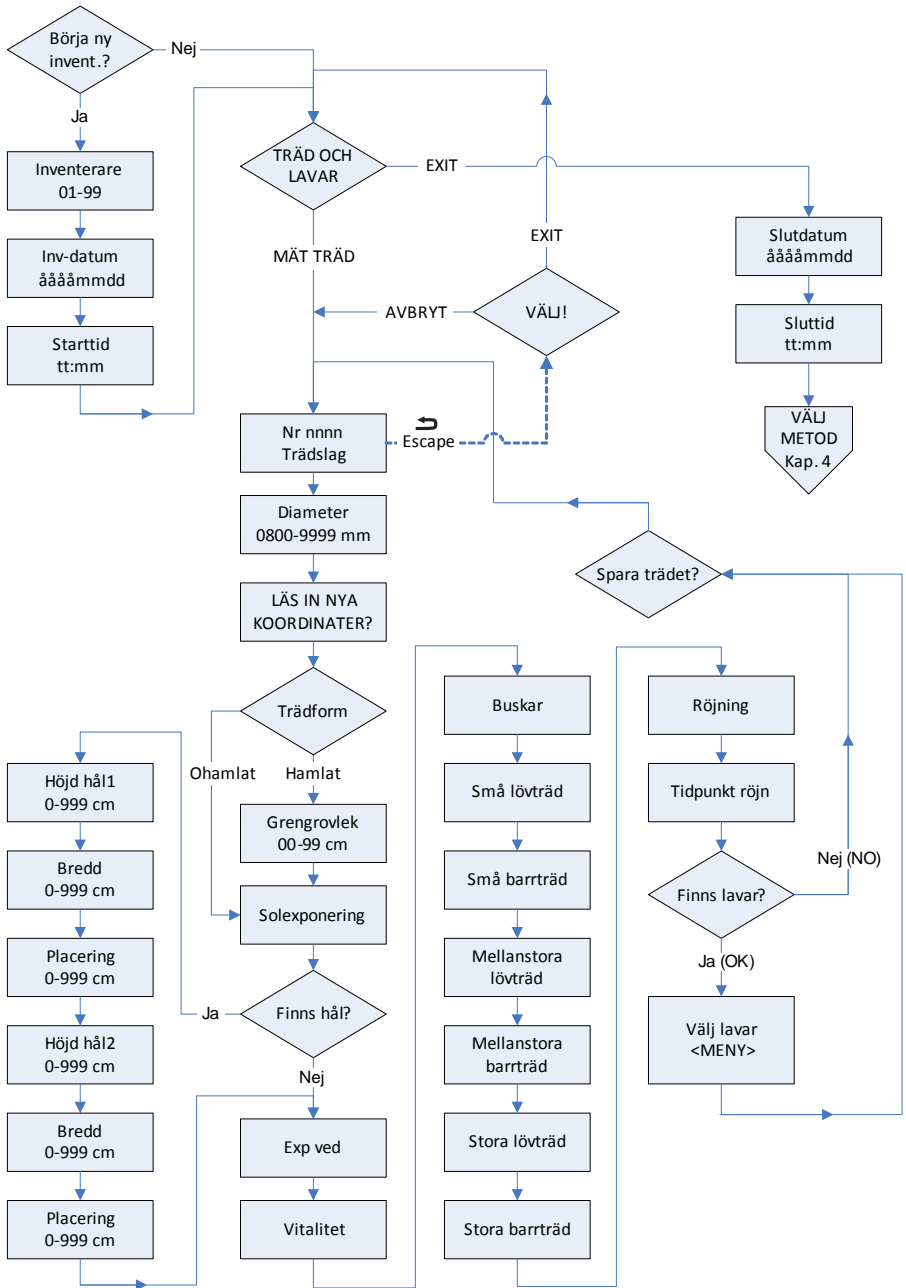 Börja ny
invent.?
Nej
Ja
Inventerare
01-99
Inv-datum
ååååmmdd
Starttid
tt:mm
TRÄD OCH
LAVAR
EXIT
MÄT TRÄD
EXIT
AVBRYT
VÄLJ!
Slutdatum
ååååmmdd
Sluttid
tt:mm
VÄLJ
METOD
Kap. 4
Nr nnnn
Trädslag
Escape
Diameter
0800-9999 mm
LÄS IN NYA
KOORDINATER?
Trädform
Ohamlat
Hamlat
Grengrovlek
00-99 cm
Solexponering
Finns hål?
Ja
Nej
Höjd hål1
0-999 cm
Bredd
0-999 cm
Placering
0-999 cm
Höjd hål2
0-999 cm
Bredd
0-999 cm
Placering
0-999 cm
Exp ved
Vitalitet
Buskar
Små lövträd
Små barrträd
Mellanstora
lövträd
Mellanstora
barrträd
Stora lövträd
Stora barrträd
Spara trädet?
Röjning
Tidpunkt röjn
Finns lavar?
Nej (NO)
Ja (OK)
Välj lavar
<MENY>